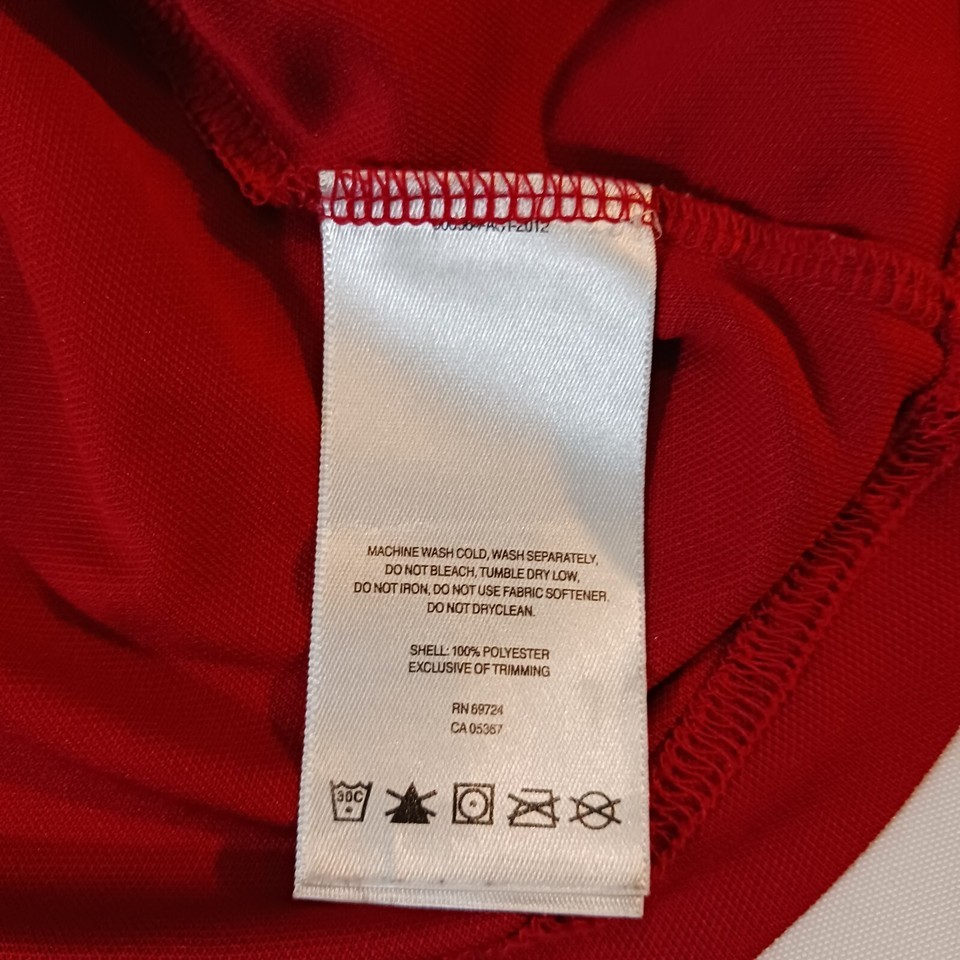 MACHINE WASH COLD, WASH SEPARATELY,
DO NOT BLEACH, TUMBLE DRY LOW,
DO NOT IRON, DO NOT USE FABRIC SOFTENER.
DO NOT DRYCLEAN.
SHELL: 100% POLYESTER
EXCLUSIVE OF TRIMMING
RN 69724
CA 05367
30C